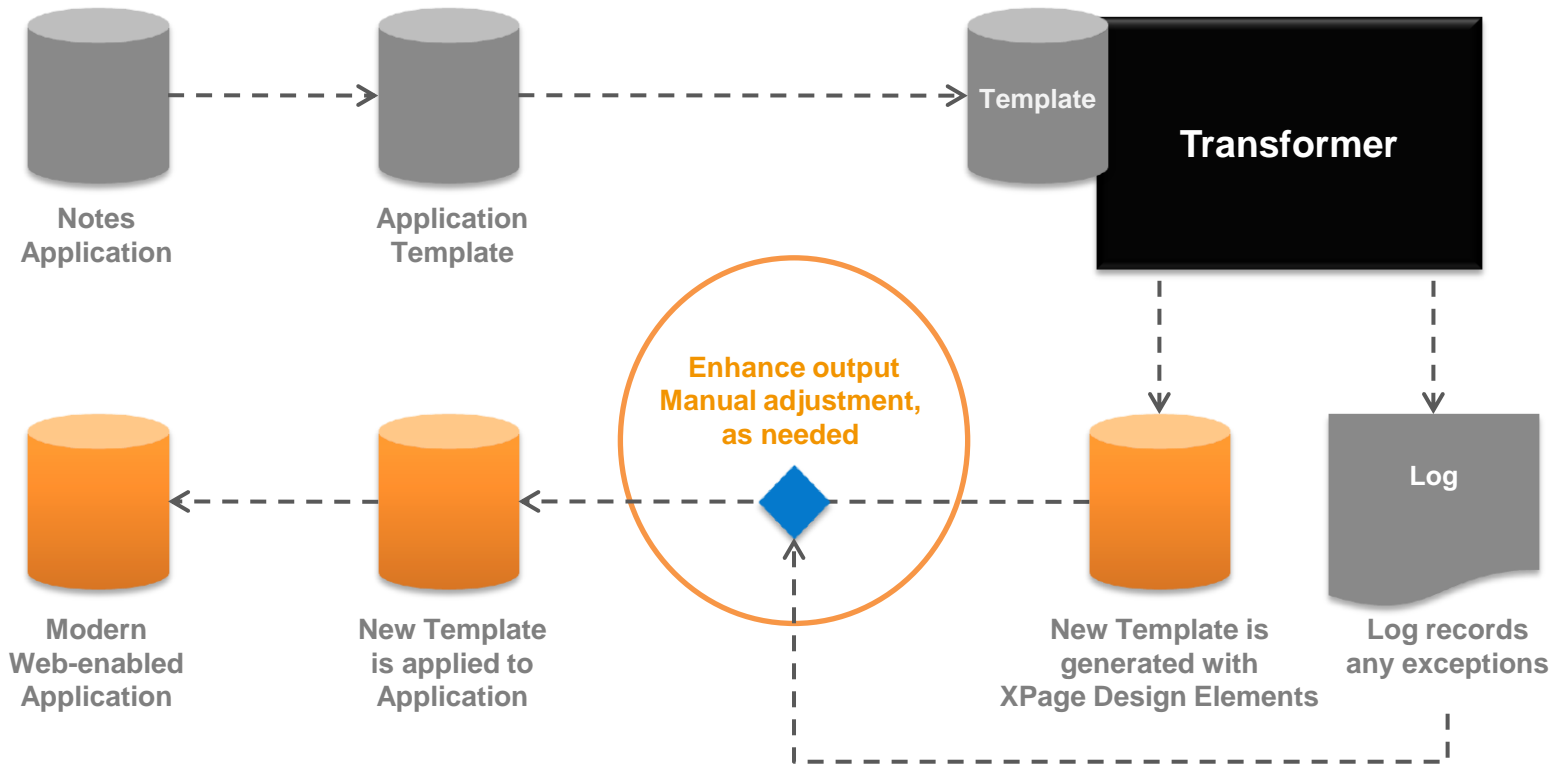 Template
Transformer
Notes
Application
Application
Template
Enhance output
Manual adjustment,
as needed
Log
Modern
Web-enabled
Application
New Template
is applied to
Application
New Template is
generated with
XPage Design Elements
Log records
any exceptions